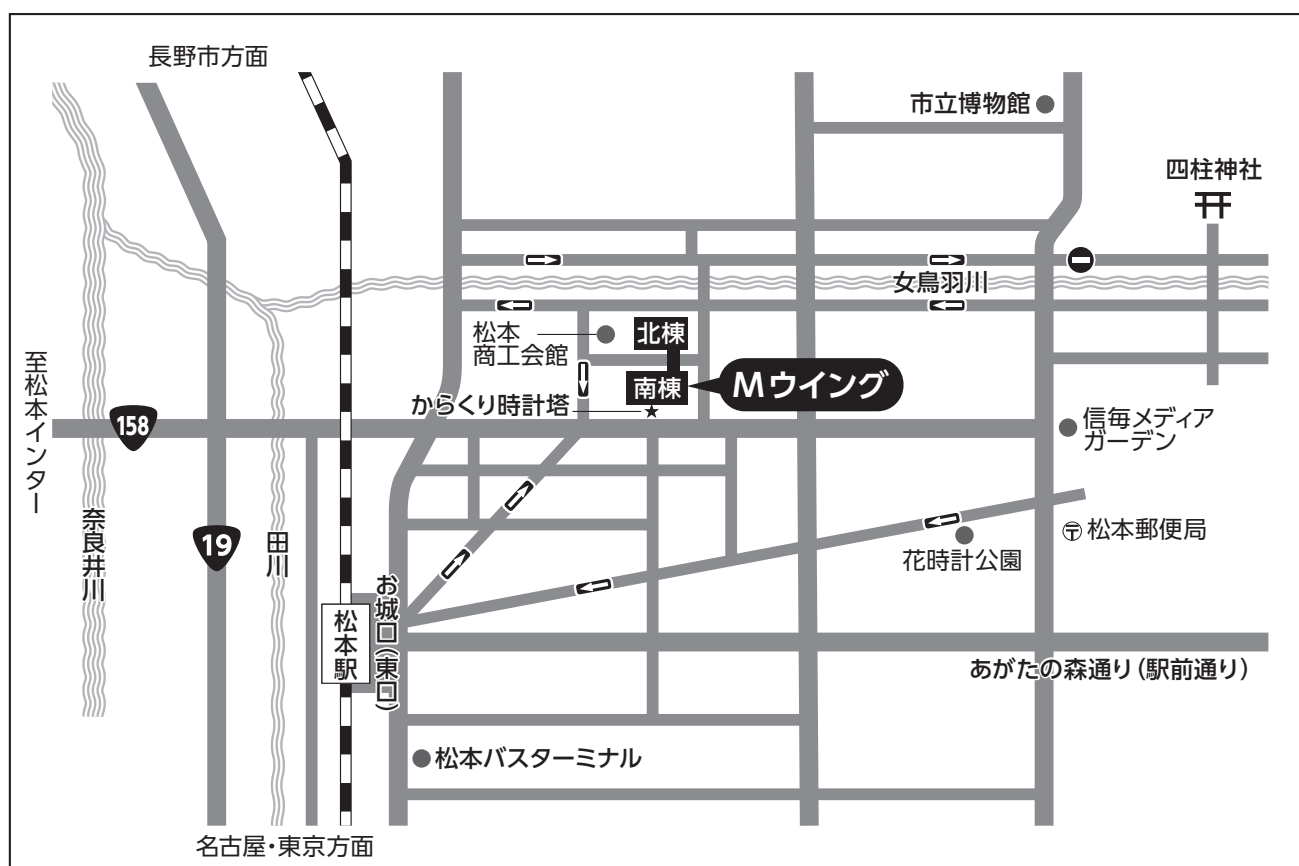 長野市方面
市立博物館
四柱神社
女鳥羽川
松本
商工会館
北棟
南棟
Mウイング
からくり時計塔
至松本インター
158
信毎メディア
ガーデン
奈良井川
19
田川
〒松本郵便局
花時計公園
お城口(東口)
松本駅
あがたの森通り(駅前通り)
松本バスターミナル
名古屋・東京方面